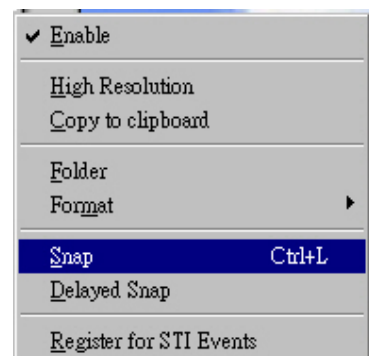 Enable
High Resolution
Copy to clipboard
Folder
Format
Snap Ctrl+L
Delayed Snap
Register for STI Events